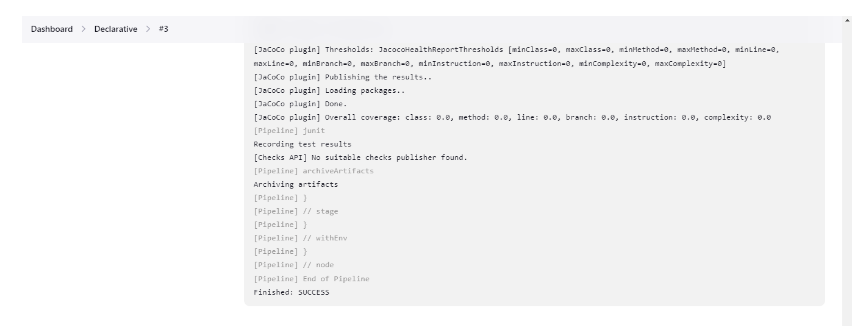 Dashboard > Declarative > #3
[JaCoCo plugin] Thresholds: JacocoHealthReportThresholds [minClass=0, maxClass=0, minMethod=0, maxMethod=0, minLine=0,
maxLine=0, minBranch=0, maxBranch=0, minInstruction=0, maxInstruction=0, minComplexity=0, maxComplexity=0]
[JaCoCo plugin] Publishing the results..
[JaCoCo plugin] Loading packages..
[JaCoCo plugin] Done.
[JaCoCo plugin] Overall coverage: class: 0.0, method: 0.0, line: 0.0, branch: 0.0, instruction: 0.0, complexity: 0.0
[Pipeline] junit
Recording test results
[Checks API] No suitable checks publisher found.
[Pipeline] archiveArtifacts
Archiving artifacts
[Pipeline] }
[Pipeline] // stage
[Pipeline] }
[Pipeline] // withEnv
[Pipeline] }
[Pipeline] // node
[Pipeline] End of Pipeline
Finished: SUCCESS